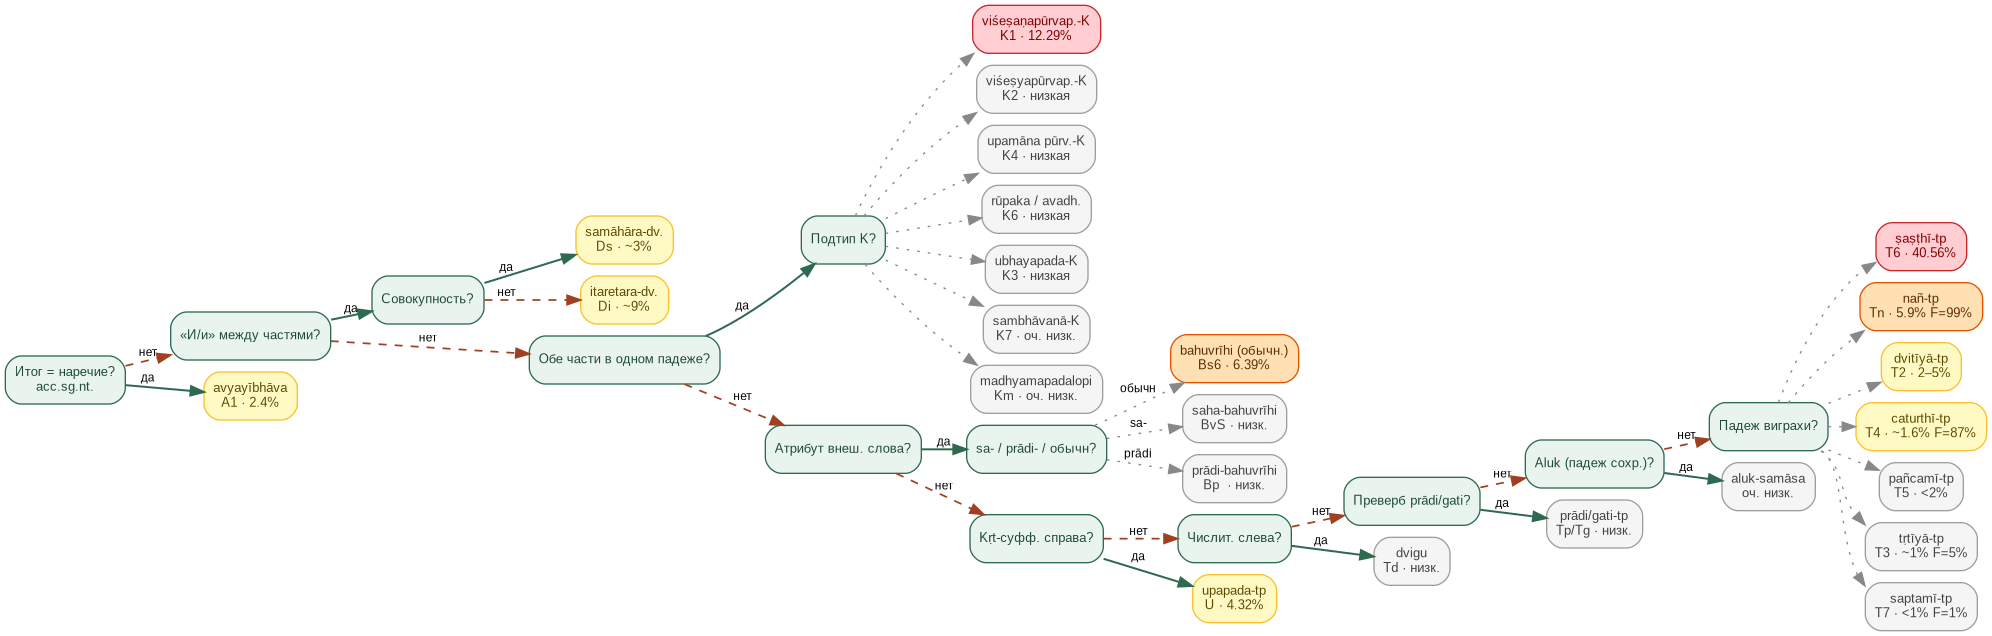 Итог = наречие?
acc.sg.nt.
нет
да
«И/и» между частями?
avyayībhāva
A1 · 2.4%
да
нет
Совокупность?
да
нет
samāhāra-dv.
Ds · ~3%
itaretara-dv.
Di · ~9%
Обе части в одном падеже?
да
нет
Подтип K?
viśeṣaṇapūrvap.-K
K1 · 12.29%
viśeṣyapūrvap.-K
K2 · низкая
upamāna pūrv.-K
K4 · низкая
rūpaka / avadh.
K6 · низкая
ubhayapada-K
K3 · низкая
sambhāvanā-K
K7 · оч. низк.
madhyamapadalopi
Km · оч. низк.
Атрибут внеш. слова?
да
нет
sa- / prādi- / обычн?
обычн
sa-
prādi
bahuvrīhi (обычн.)
Bs6 · 6.39%
saha-bahuvrīhi
BvS · низк.
prādi-bahuvrīhi
Bp · низк.
Kṛt-суфф. справа?
нет
да
upapada-tp
U · 4.32%
Числит. слева?
нет
да
dvigu
Td · низк.
Преверб prādi/gati?
нет
да
prādi/gati-tp
Tp/Tg · низк.
Aluk (падеж сохр.)?
нет
да
aluk-samāsa
оч. низк.
Падеж виграхи?
ṣaṣṭhī-tp
T6 · 40.56%
nañ-tp
Tn · 5.9% F=99%
dvitīyā-tp
T2 · 2–5%
caturthī-tp
T4 · ~1.6% F=87%
pañcamī-tp
T5 · <2%
tṛtīyā-tp
T3 · ~1% F=5%
saptamī-tp
T7 · <1% F=1%